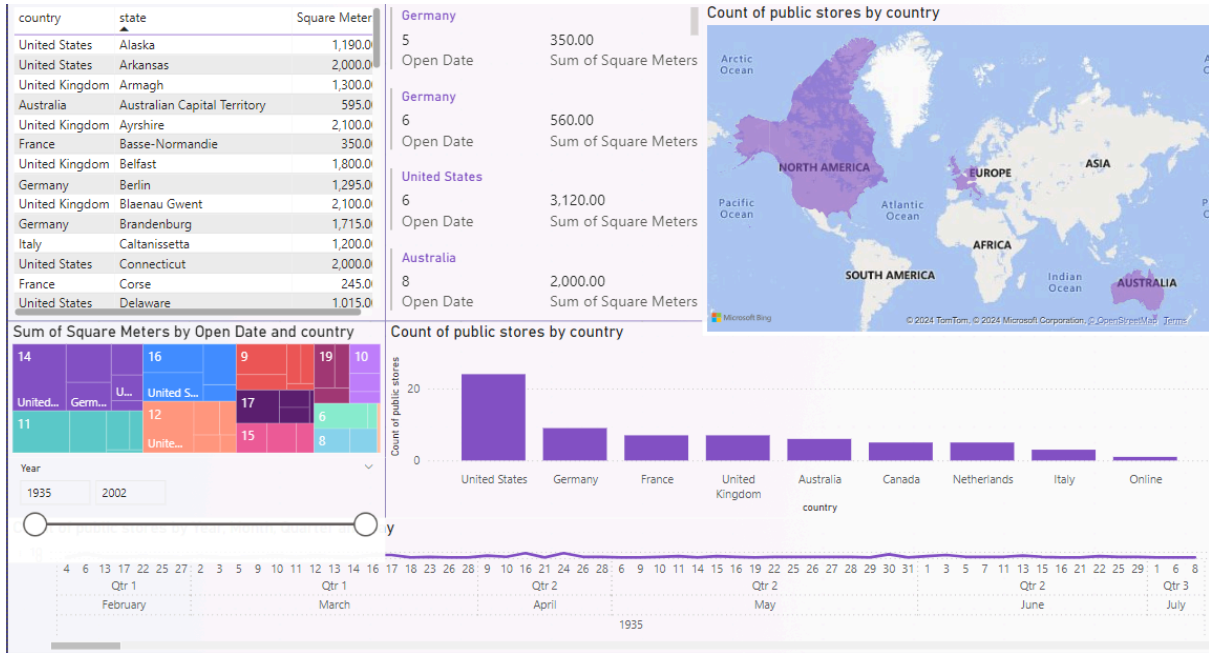 country state Square Meter
United States Alaska 1,190.0
United States Arkansas 2,000.0
United Kingdom Armagh 1,300.0
Australia Australian Capital Territory 595.0
United Kingdom Ayrshire 2,100.0
France Basse-Normandie 350.0
United Kingdom Belfast 1,800.0
Germany Berlin 1,295.0
United Kingdom Blaenau Gwent 2,100.0
Germany Brandenburg 1,715.0
Italy Caltanissetta 1,200.0
United States Connecticut 2,000.0
France Corse 245.0
United States Delaware 1,015.0
Germany
5 350.00
Open Date Sum of Square Meters
Germany
6 560.00
Open Date Sum of Square Meters
United States
6 3,120.00
Open Date Sum of Square Meters
Australia
8 2,000.00
Open Date Sum of Square Meters
Count of public stores by country
Arctic
Ocean
NORTH AMERICA
EUROPE
ASIA
Pacific
Ocean
Atlantic
Ocean
AFRICA
SOUTH AMERICA
Indian
Ocean
AUSTRALIA
Microsoft Bing
© 2024 TomTom, © 2024 Microsoft Corporation, © OpenStreetMap Terms
Sum of Square Meters by Open Date and country
14 16 9 19 10
United... Germ... U... United S...
11 12 17 6
Unite... 15 8
Year
1935 2002
Count of public stores by country
Count of public stores
20
0
United States Germany France United Kingdom Australia Canada Netherlands Italy Online
country
4 6 13 17 22 25 27 2 3 5 9 10 11 12 13 14 16 17 18 23 26 28 9 10 16 21 24 26 28 6 9 10 11 14 15 16 19 22 25 26 27 28 29 30 31 1 3 5 7 11 13 15 16 21 22 25 29 1 6 8
Qtr 1 Qtr 1 Qtr 2 Qtr 2 Qtr 2 Qtr 3
February March April May June July
1935